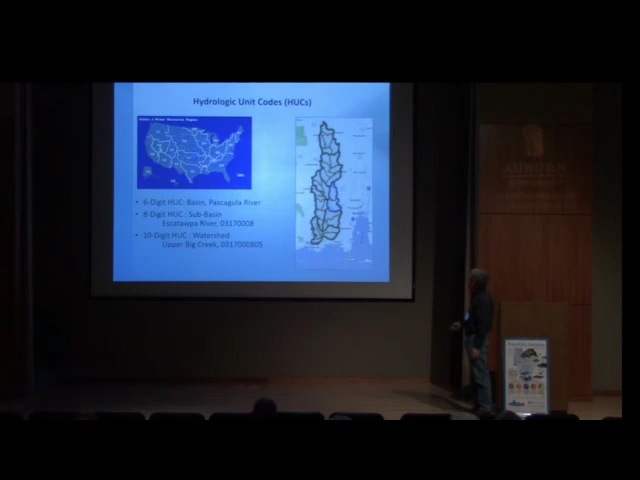 Hydrologic Unit Codes (HUCs)
• 6-Digit HUC: Basin, Pascagula River
• 8-Digit HUC : Sub-Basin
Escatawpa River, 03170008
• 10-Digit HUC : Watershed
Upper Big Creek, 0317000805
AUBURN